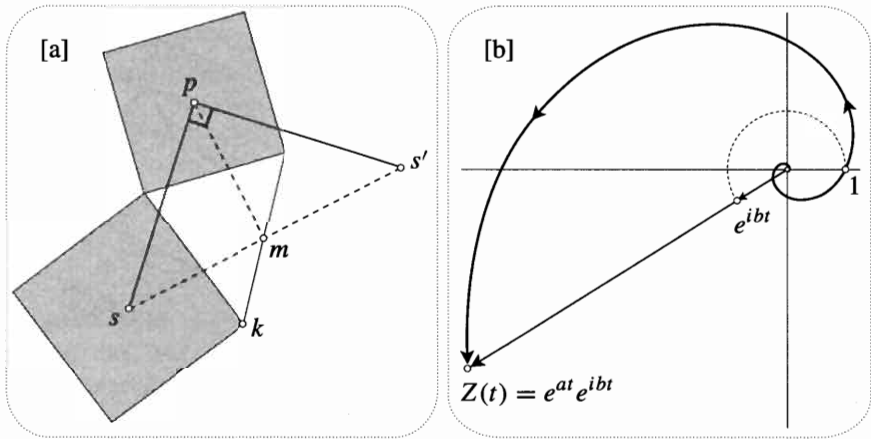 [a]
p
s′
m
s
k
[b]
1
e^{ibt}
Z(t) = e^{at} e^{ibt}